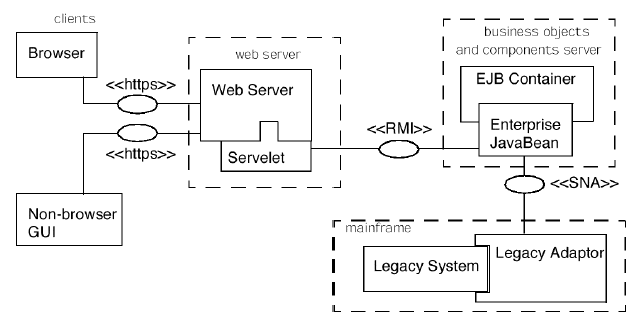 clients
Browser
<<https>>
<<https>>
Non-browser
GUI
web server
Web Server
Servelet
<<RMI>>
business objects
and components server
EJB Container
Enterprise
JavaBean
<<SNA>>
mainframe
Legacy System
Legacy Adaptor